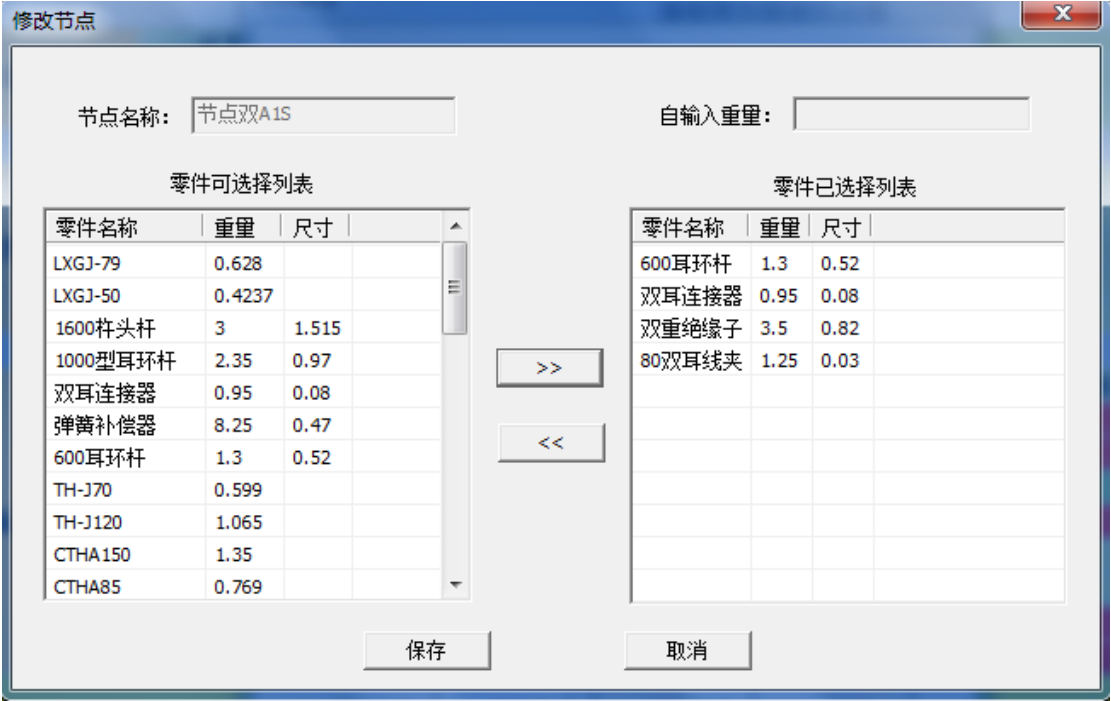 修改节点
节点名称： 节点双A1S 自输入重量：
零件可选择列表
零件名称 重量 尺寸
LXGJ-79 0.628
LXGJ-50 0.4237
1600杵头杆 3 1.515
1000型耳环杆 2.35 0.97
双耳连接器 0.95 0.08
弹簧补偿器 8.25 0.47
600耳环杆 1.3 0.52
TH-J70 0.599
TH-J120 1.065
CTHA150 1.35
CTHA85 0.769
>>
<<
零件已选择列表
零件名称 重量 尺寸
600耳环杆 1.3 0.52
双耳连接器 0.95 0.08
双重绝缘子 3.5 0.82
80双耳线夹 1.25 0.03
保存 取消